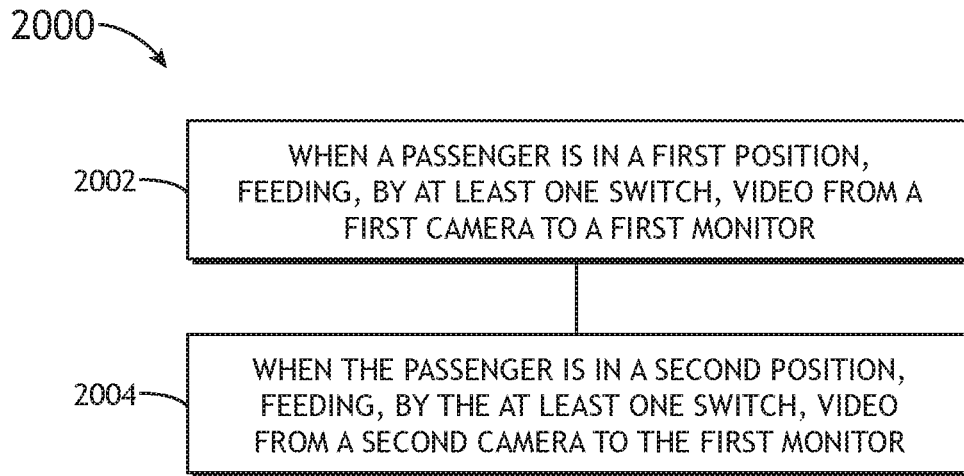 2000
2002
WHEN A PASSENGER IS IN A FIRST POSITION,
FEEDING, BY AT LEAST ONE SWITCH, VIDEO FROM A
FIRST CAMERA TO A FIRST MONITOR
2004
WHEN THE PASSENGER IS IN A SECOND POSITION,
FEEDING, BY THE AT LEAST ONE SWITCH, VIDEO
FROM A SECOND CAMERA TO THE FIRST MONITOR